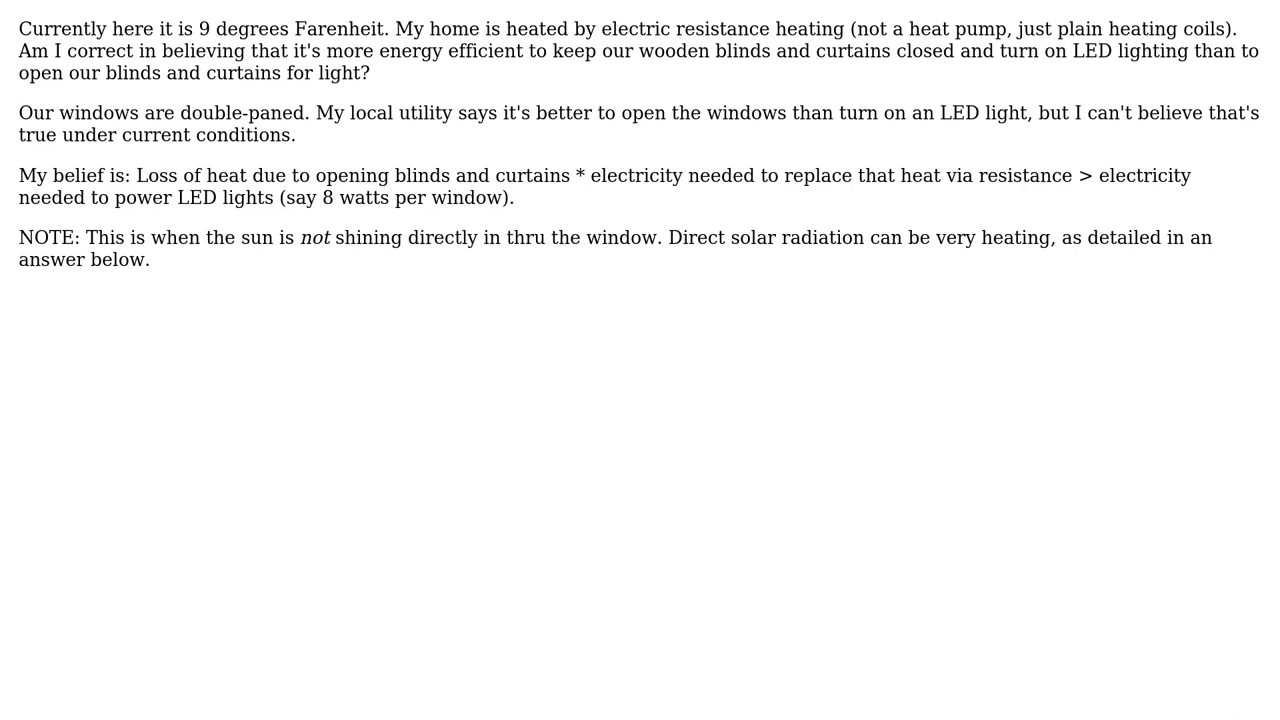 Currently here it is 9 degrees Farenheit. My home is heated by electric resistance heating (not a heat pump, just plain heating coils).
Am I correct in believing that it's more energy efficient to keep our wooden blinds and curtains closed and turn on LED lighting than to
open our blinds and curtains for light?
Our windows are double-paned. My local utility says it's better to open the windows than turn on an LED light, but I can't believe that's
true under current conditions.
My belief is: Loss of heat due to opening blinds and curtains * electricity needed to replace that heat via resistance > electricity
needed to power LED lights (say 8 watts per window).
NOTE: This is when the sun is not shining directly in thru the window. Direct solar radiation can be very heating, as detailed in an
answer below.